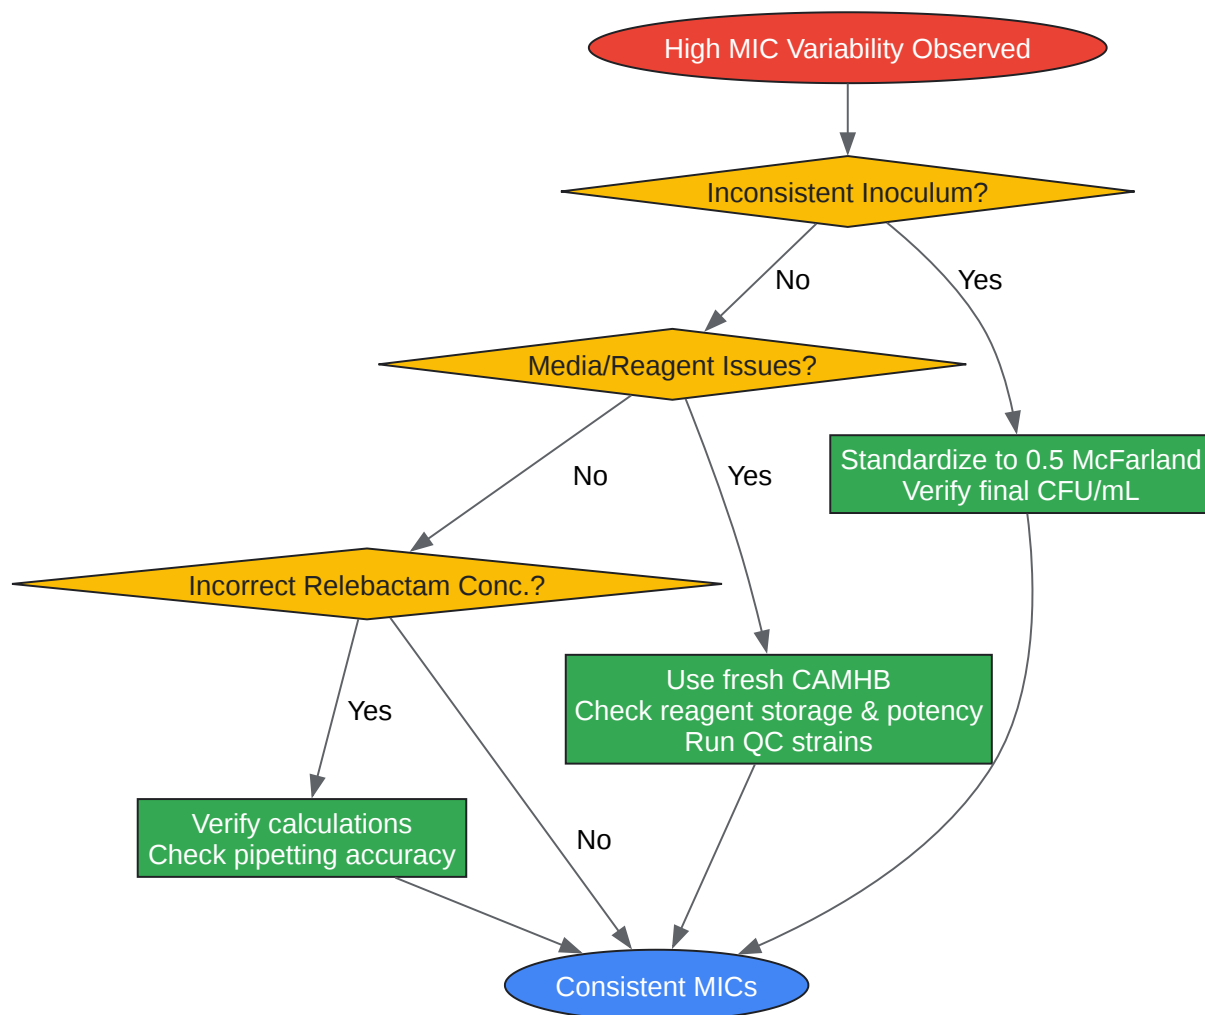 High MIC Variability Observed
Inconsistent Inoculum?
No
Yes
Media/Reagent Issues?
Standardize to 0.5 McFarland
Verify final CFU/mL
No
Yes
Incorrect Relebactam Conc.?
Use fresh CAMHB
Check reagent storage & potency
Run QC strains
Yes
Verify calculations
Check pipetting accuracy
No
Consistent MICs